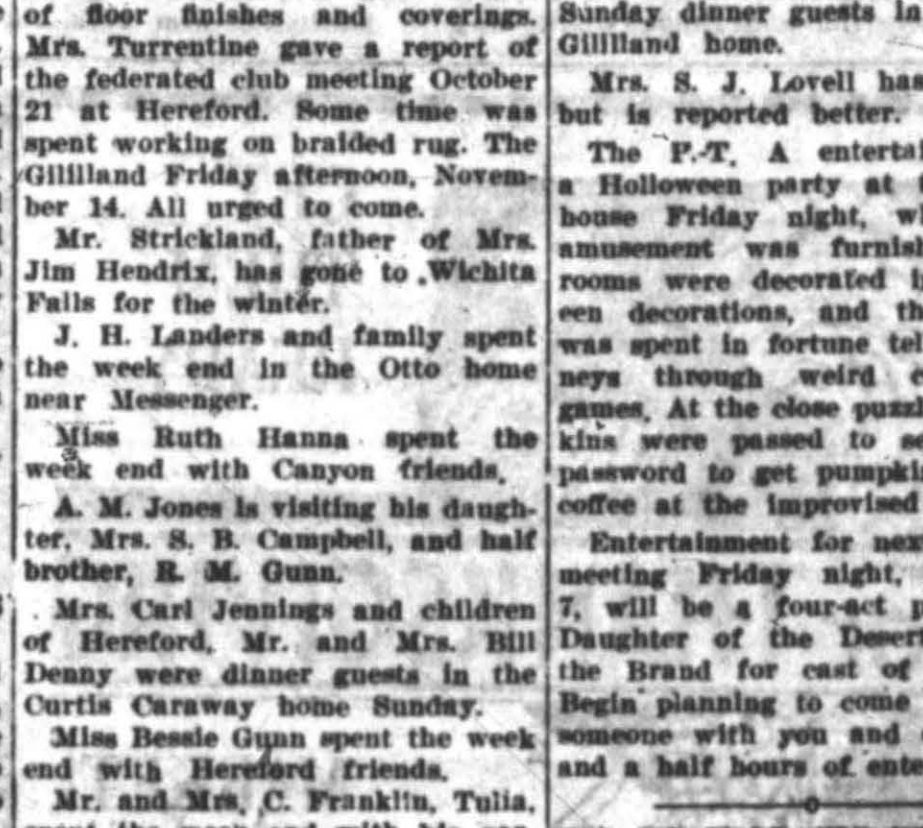 of floor finishes and coverings.
Mrs. Turrentine gave a report of
the federated club meeting October
21 at Hereford. Some time was
spent working on braided rug. The
Gililland Friday afternoon, Novem-
ber 14. All urged to come.
Mr. Strickland, father of Mrs.
Jim Hendrix, has gone to Wichita
Falls for the winter.
J. H. Landers and family spent
the week end in the Otto home
near Messenger.
Miss Ruth Hanna spent the
week end with Canyon friends.
A. M. Jones is visiting his daugh-
ter, Mrs. S. B. Campbell, and half
brother, R. M. Gunn.
Mrs. Carl Jennings and children
of Hereford, Mr. and Mrs. Bill
Denny were dinner guests in the
Curtis Caraway home Sunday.
Miss Bessie Gunn spent the week
end with Hereford friends.
Mr. and Mrs. C. Franklin, Tulia,
Sunday dinner guests in
Gililland home.
Mrs. S. J. Lovell has
but is reported better.
The P.-T. A entertai
a Holloween party at
house Friday night, w
amusement was furnis
rooms were decorated
een decorations, and th
was spent in fortune tel
neys through weird
games. At the close puzz
kins were passed to
password to get pumpki
coffee at the improvised
Entertainment for nex
meeting Friday night,
7, will be a four-act
Daughter of the Deser
the Brand for cast of
Begin planning to come
someone with you and
and a half hours of ente